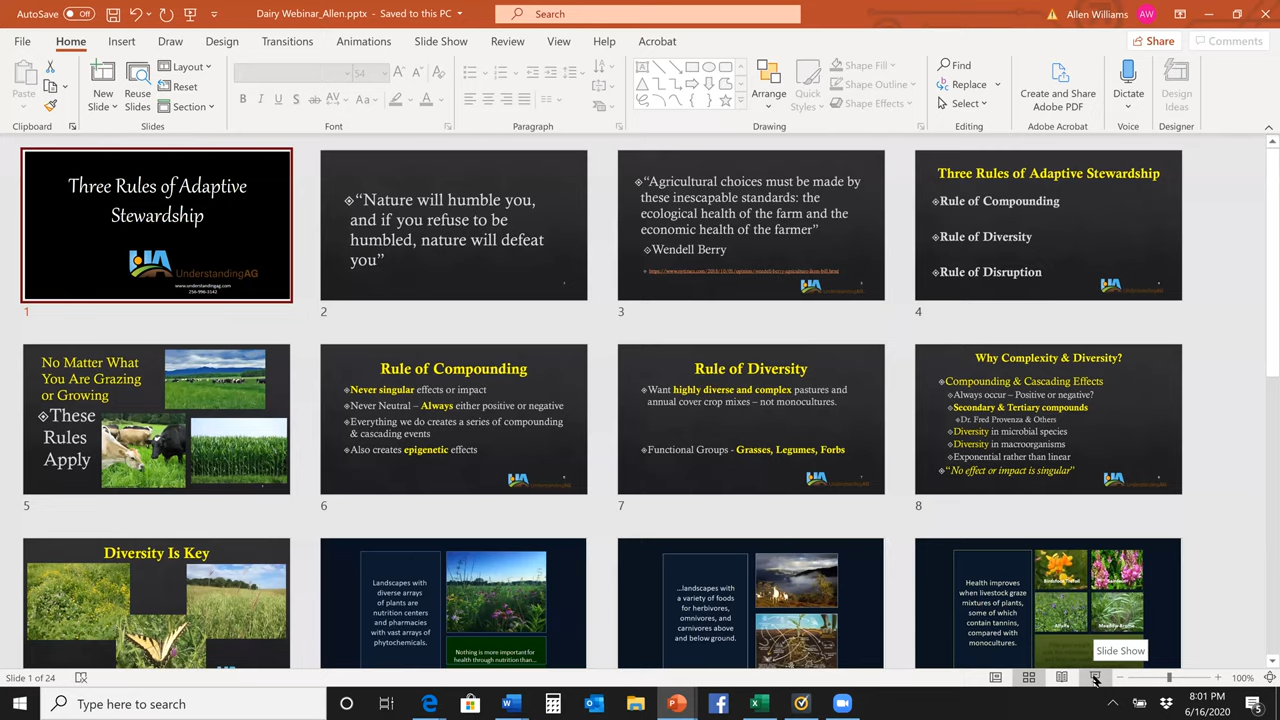 AutoSave Off
Dairy Webinar_Allen.pptx - Saved to this PC
Search
Allen Williams AW
File Home Insert Draw Design Transitions Animations Slide Show Review View Help Acrobat
Share Comments
Paste
Clipboard
New Slide
Reuse Slides
Layout
Reset
Section
Slides
54
Font
Paragraph
Arrange
Quick Styles
Shape Fill
Shape Outline
Shape Effects
Drawing
Find
Replace
Select
Editing
Create and Share Adobe PDF
Adobe Acrobat
Dictate
Voice
Design Ideas
Designer
Three Rules of Adaptive
Stewardship
UnderstandingAG
www.understandingag.com
256-996-3142
1
“Nature will humble you,
and if you refuse to be
humbled, nature will defeat
you”
2
“Agricultural choices must be made by
these inescapable standards: the
ecological health of the farm and the
economic health of the farmer”
Wendell Berry
3
Three Rules of Adaptive Stewardship
Rule of Compounding
Rule of Diversity
Rule of Disruption
4
No Matter What
You Are Grazing
or Growing
These
Rules
Apply
5
Rule of Compounding
Never singular effects or impact
Never Neutral – Always either positive or negative
Everything we do creates a series of compounding
& cascading events
Also creates epigenetic effects
6
Rule of Diversity
Want highly diverse and complex pastures and
annual cover crop mixes – not monocultures.
Functional Groups - Grasses, Legumes, Forbs
7
Why Complexity & Diversity?
Compounding & Cascading Effects
Always occur – Positive or negative?
Secondary & Tertiary compounds
Dr. Fred Provenza & Others
Diversity in microbial species
Diversity in macroorganisms
Exponential rather than linear
“No effect or impact is singular”
8
Diversity Is Key
Landscapes with
diverse arrays
of plants are
nutrition centers
and pharmacies
with vast arrays of
phytochemicals.
Nothing is more important for
health through nutrition than...
...landscapes with
a variety of foods
for herbivores,
omnivores, and
carnivores above
and below ground.
Health improves
when livestock graze
mixtures of plants,
some of which
contain tannins,
compared with
monocultures.
Birdsfoot Trefoil
Sainfoin
Alfalfa
Meadow Brome
Slide Show
Slide 1 of 24
100%
Type here to search
8:01 PM
6/16/2020
5